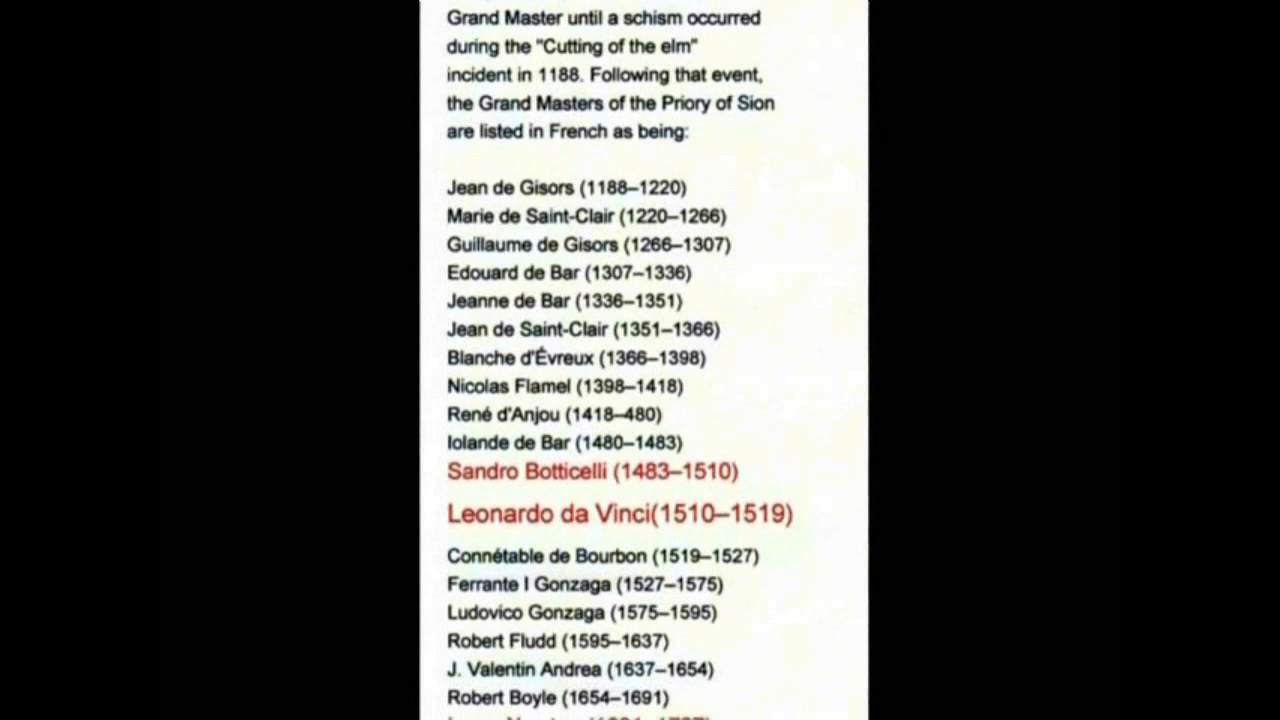 Grand Master until a schism occurred
during the "Cutting of the elm"
incident in 1188. Following that event,
the Grand Masters of the Priory of Sion
are listed in French as being:
Jean de Gisors (1188–1220)
Marie de Saint-Clair (1220–1266)
Guillaume de Gisors (1266–1307)
Edouard de Bar (1307–1336)
Jeanne de Bar (1336–1351)
Jean de Saint-Clair (1351–1366)
Blanche d'Évreux (1366–1398)
Nicolas Flamel (1398–1418)
René d'Anjou (1418–480)
Iolande de Bar (1480–1483)
Sandro Botticelli (1483–1510)
Leonardo da Vinci(1510–1519)
Connétable de Bourbon (1519–1527)
Ferrante I Gonzaga (1527–1575)
Ludovico Gonzaga (1575–1595)
Robert Fludd (1595–1637)
J. Valentin Andrea (1637–1654)
Robert Boyle (1654–1691)